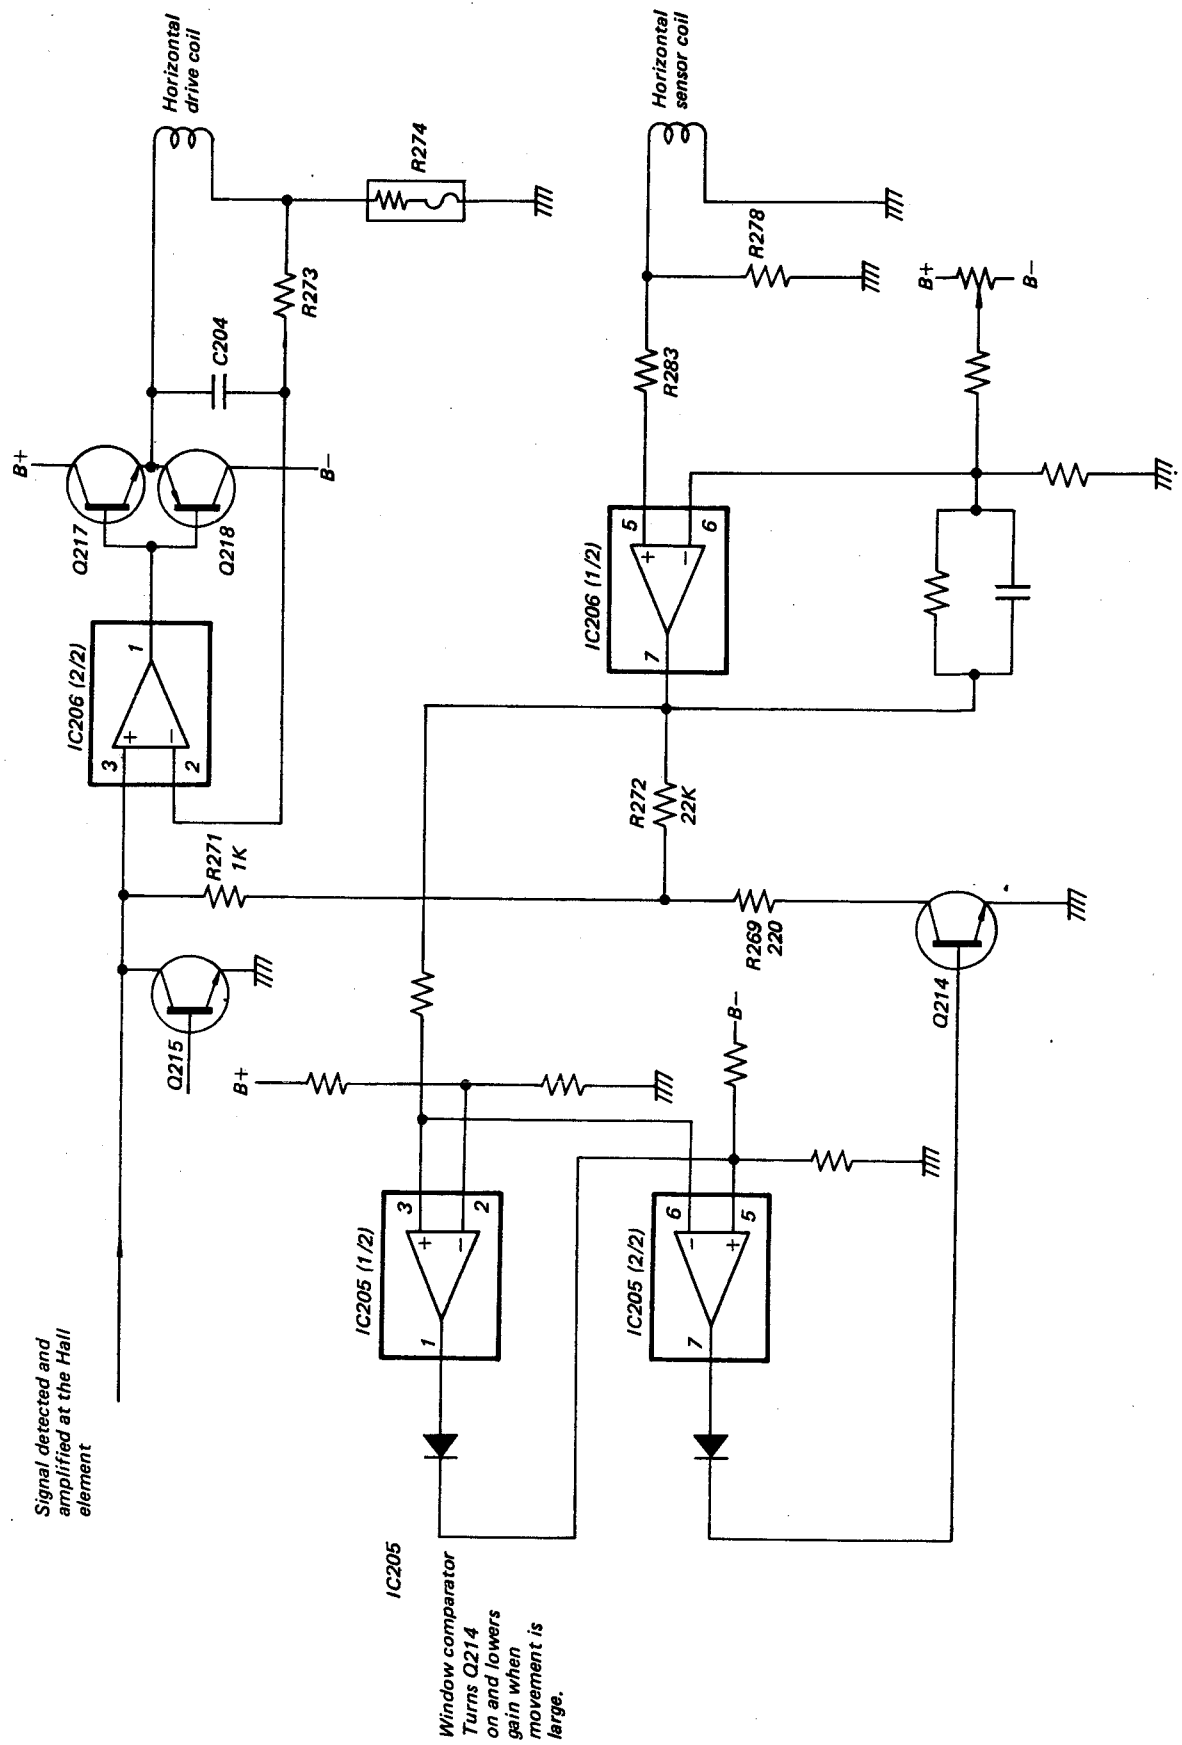 Signal detected and
amplified at the Hall
element
Q215
R271
1K
IC206 (2/2)
3
2
1
+
−
Q217
Q218
B+
B−
C204
R273
Horizontal
drive coil
R274
IC205
Window comparator
Turns Q214
on and lowers
gain when
movement is
large.
IC205 (1/2)
1
3
2
+
−
B+
IC205 (2/2)
7
6
5
−
+
B−
R269
220
Q214
R272
22K
IC206 (1/2)
7
5
6
+
−
R283
R278
Horizontal
sensor coil
B+
B−